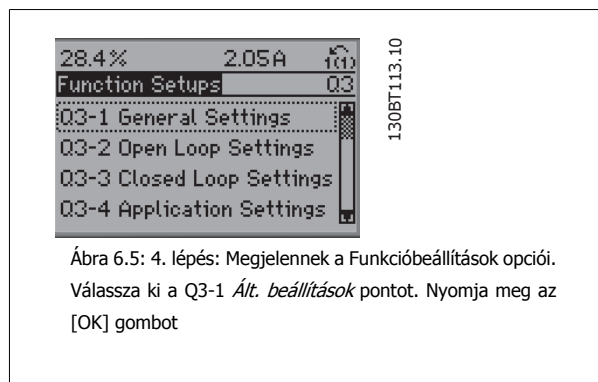 28.4% 2.05A 1(1)
Function Setups Q3
Q3-1 General Settings
Q3-2 Open Loop Settings
Q3-3 Closed Loop Settings
Q3-4 Application Settings
130BT113.10
Ábra 6.5: 4. lépés: Megjelennek a Funkcióbeállítások opciói.
Válassza ki a Q3-1 Ált. beállítások pontot. Nyomja meg az
[OK] gombot